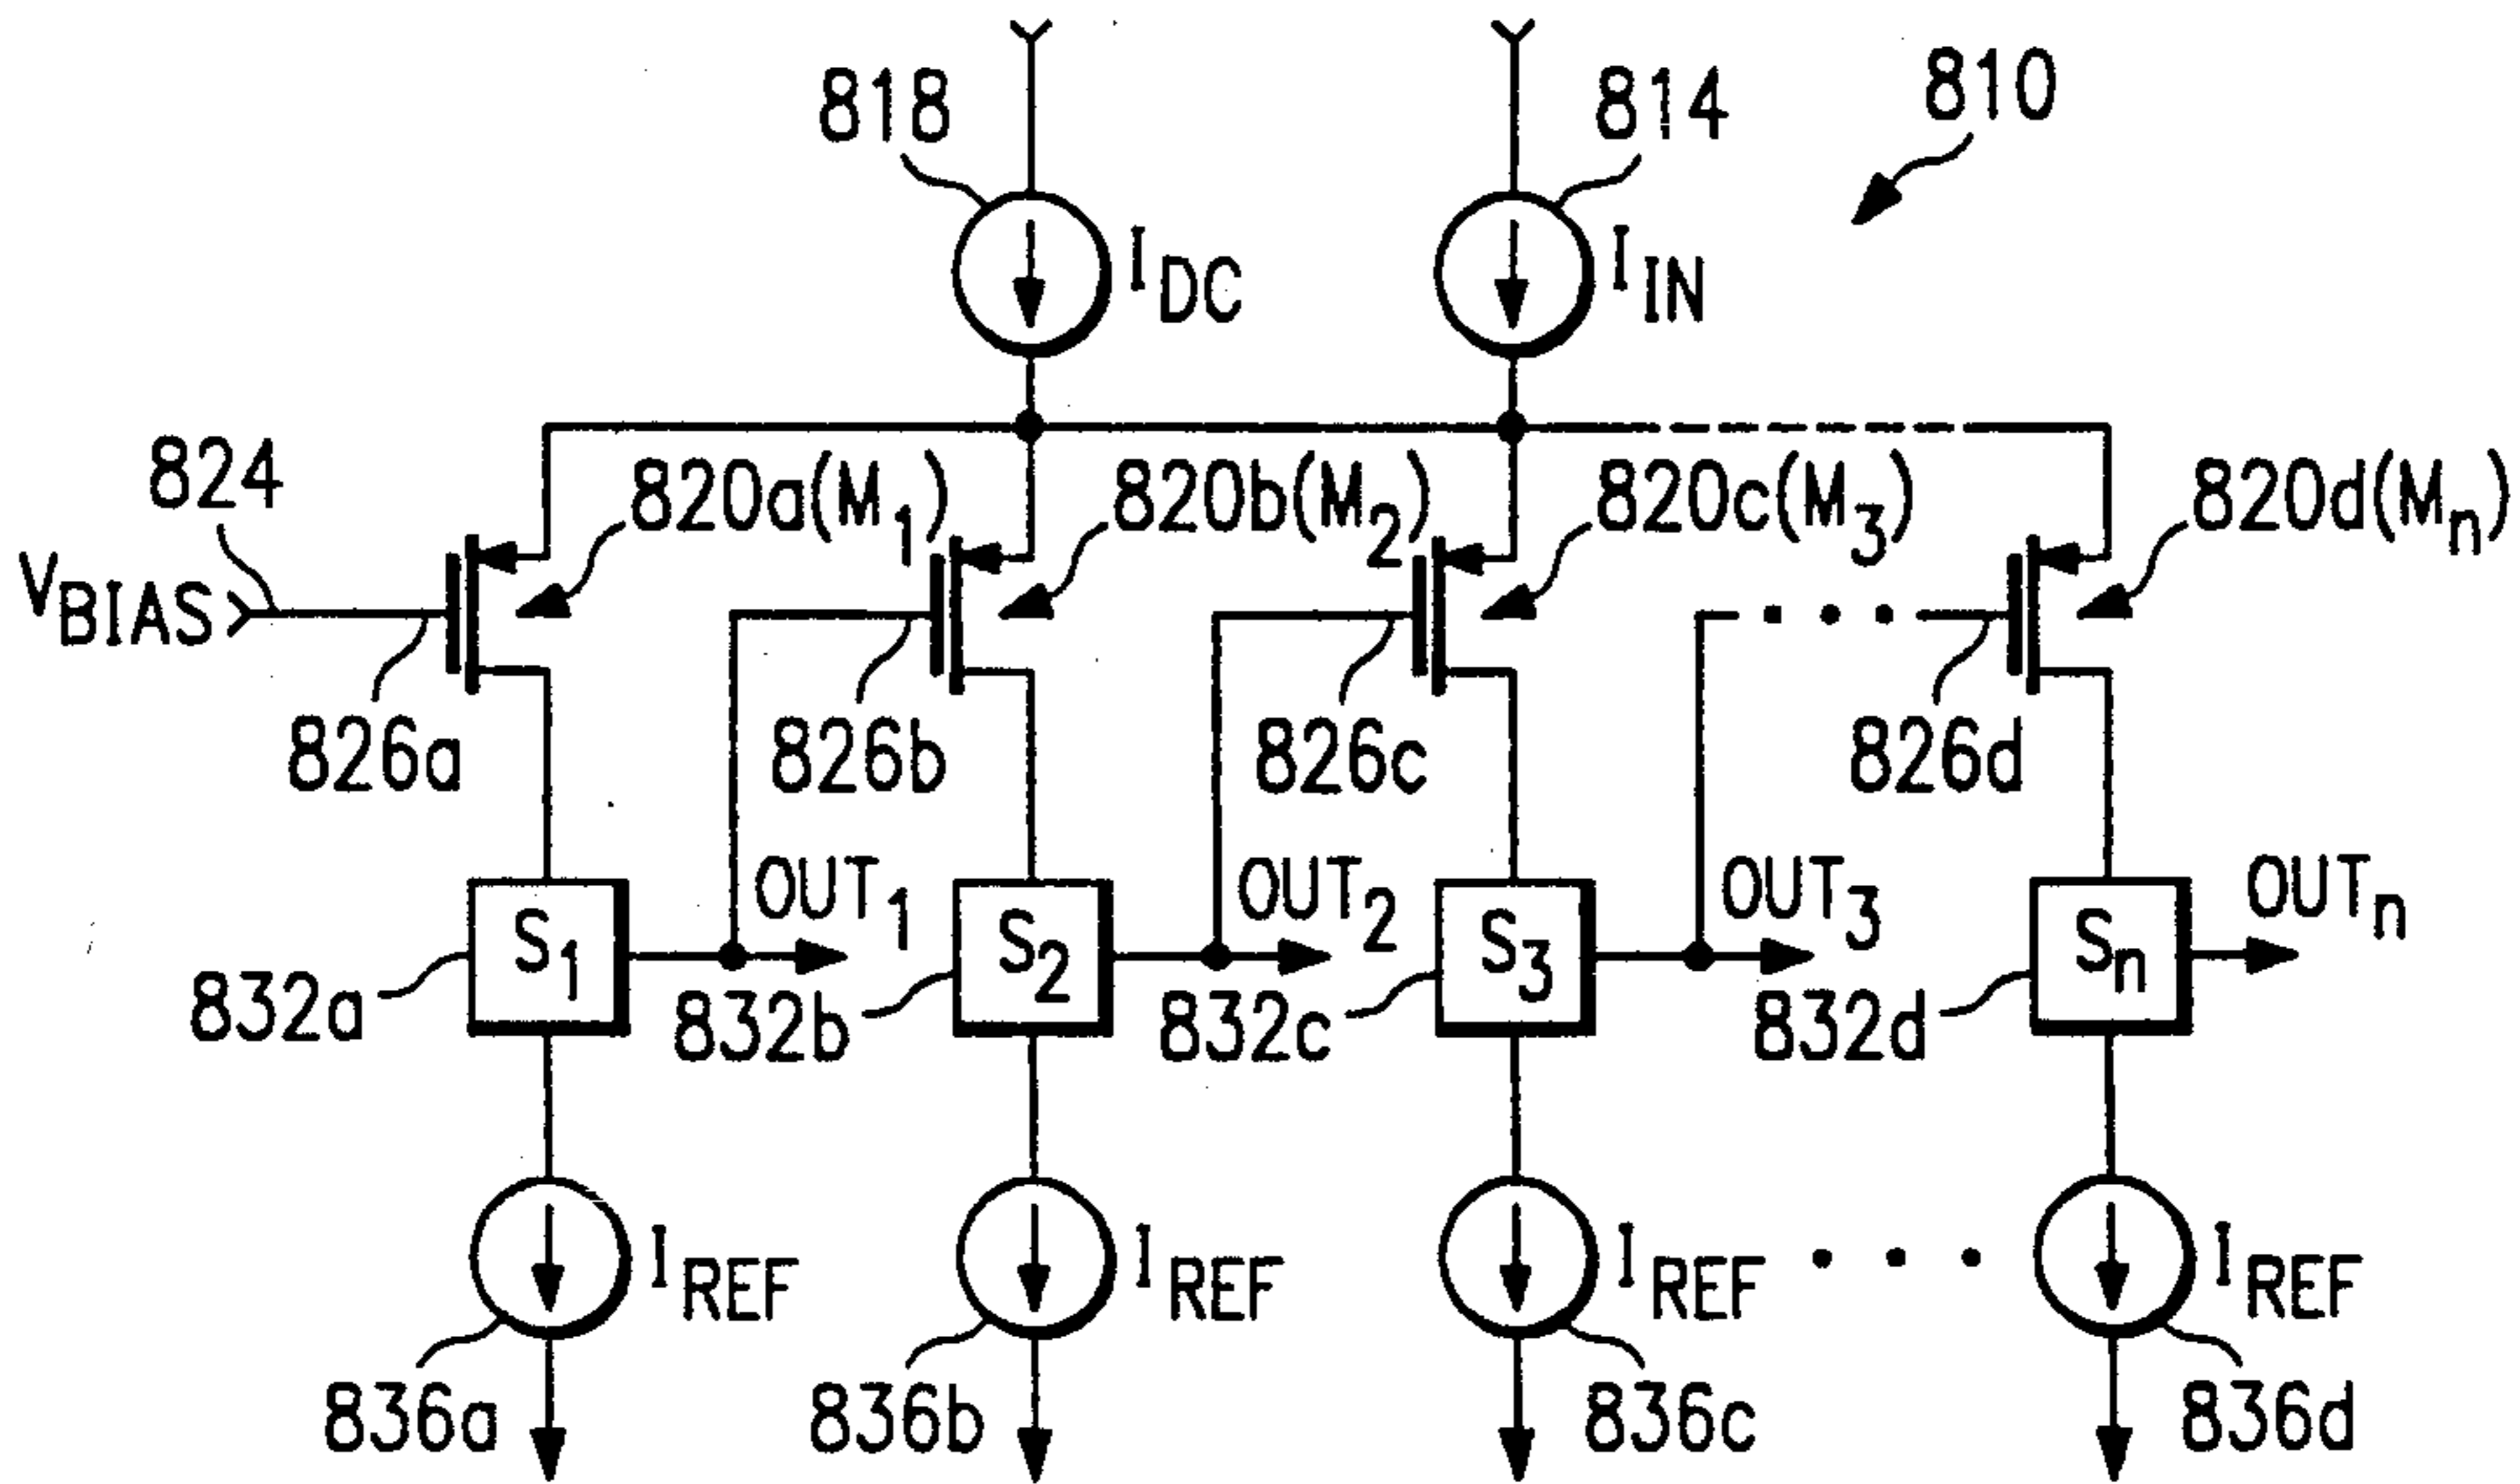 818 814 810
I_DC I_IN
824 820a(M_1) 820b(M_2) 820c(M_3) 820d(M_n)
V_BIAS
826a 826b 826c 826d
OUT_1 OUT_2 OUT_3 OUT_n
S_1 S_2 S_3 S_n
832a 832b 832c 832d
I_REF I_REF I_REF • • • I_REF
836a 836b 836c 836d